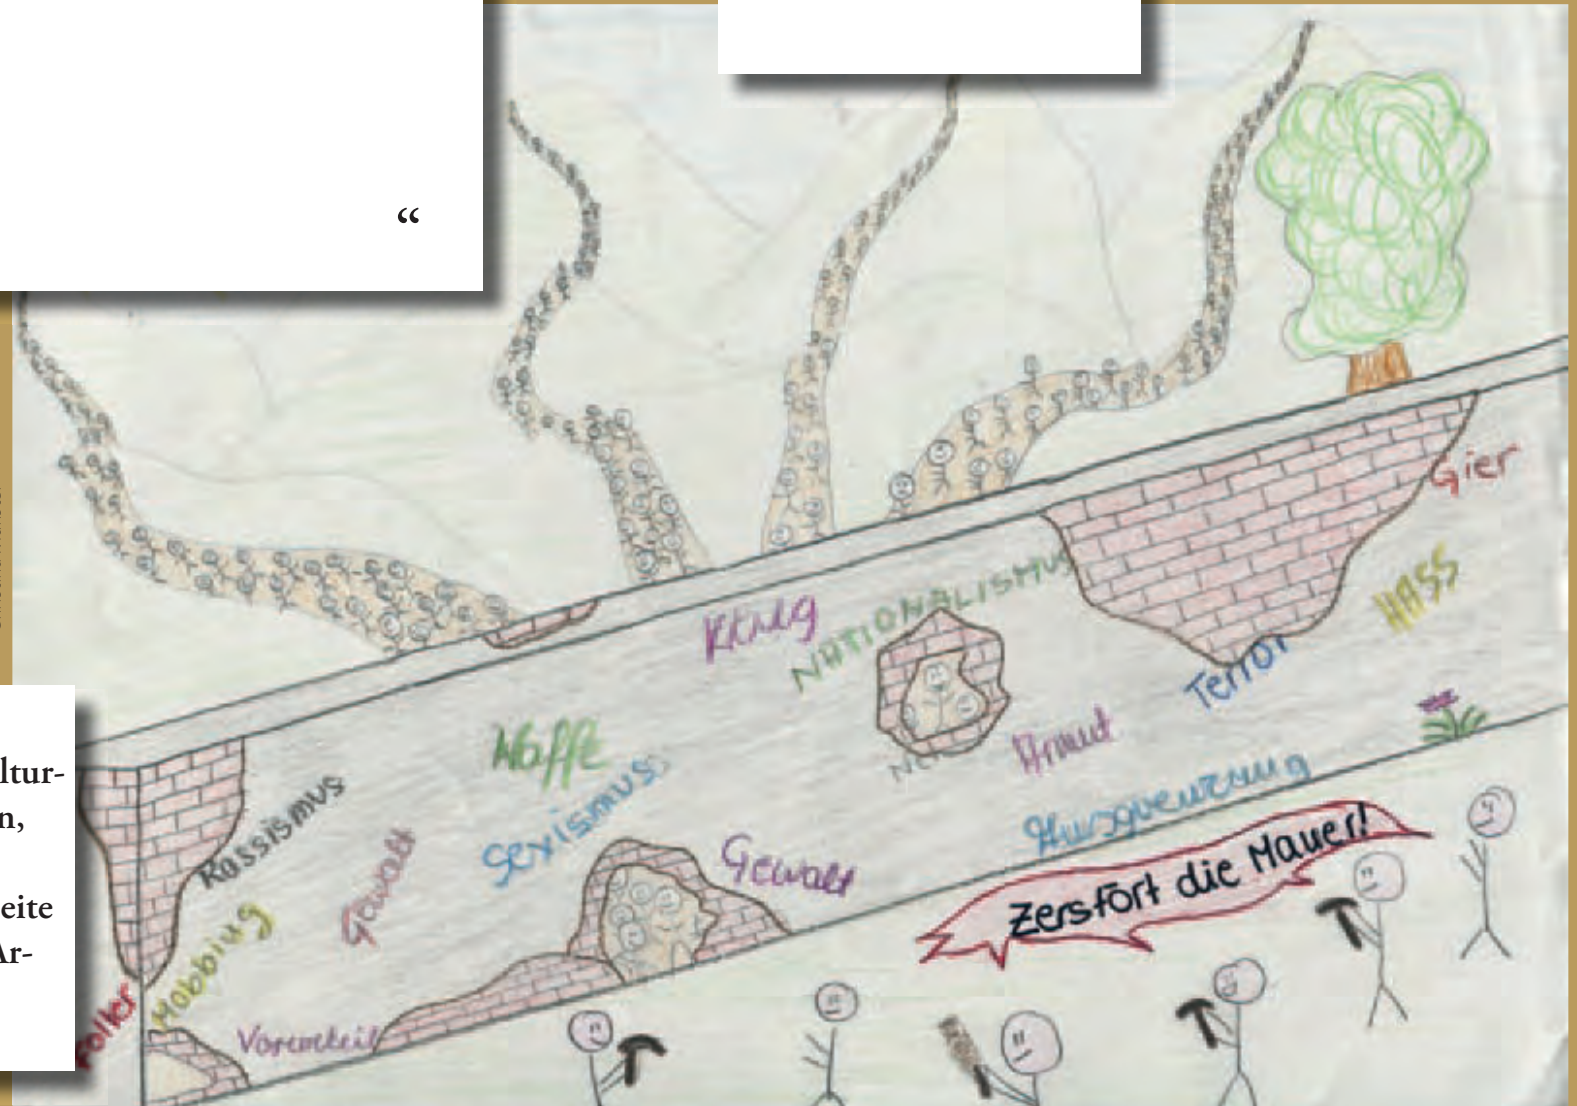 “
Krieg
NATIONALISMUS
Gier
HASS
Terror
Waffe
Armut
Sexismus
Rassismus
Gewalt
Gewalt
Ausgrenzung
Zerstört die Mauer!
Mobbing
Folter
Vorurteil
ltur-
n,
eite
Ar-